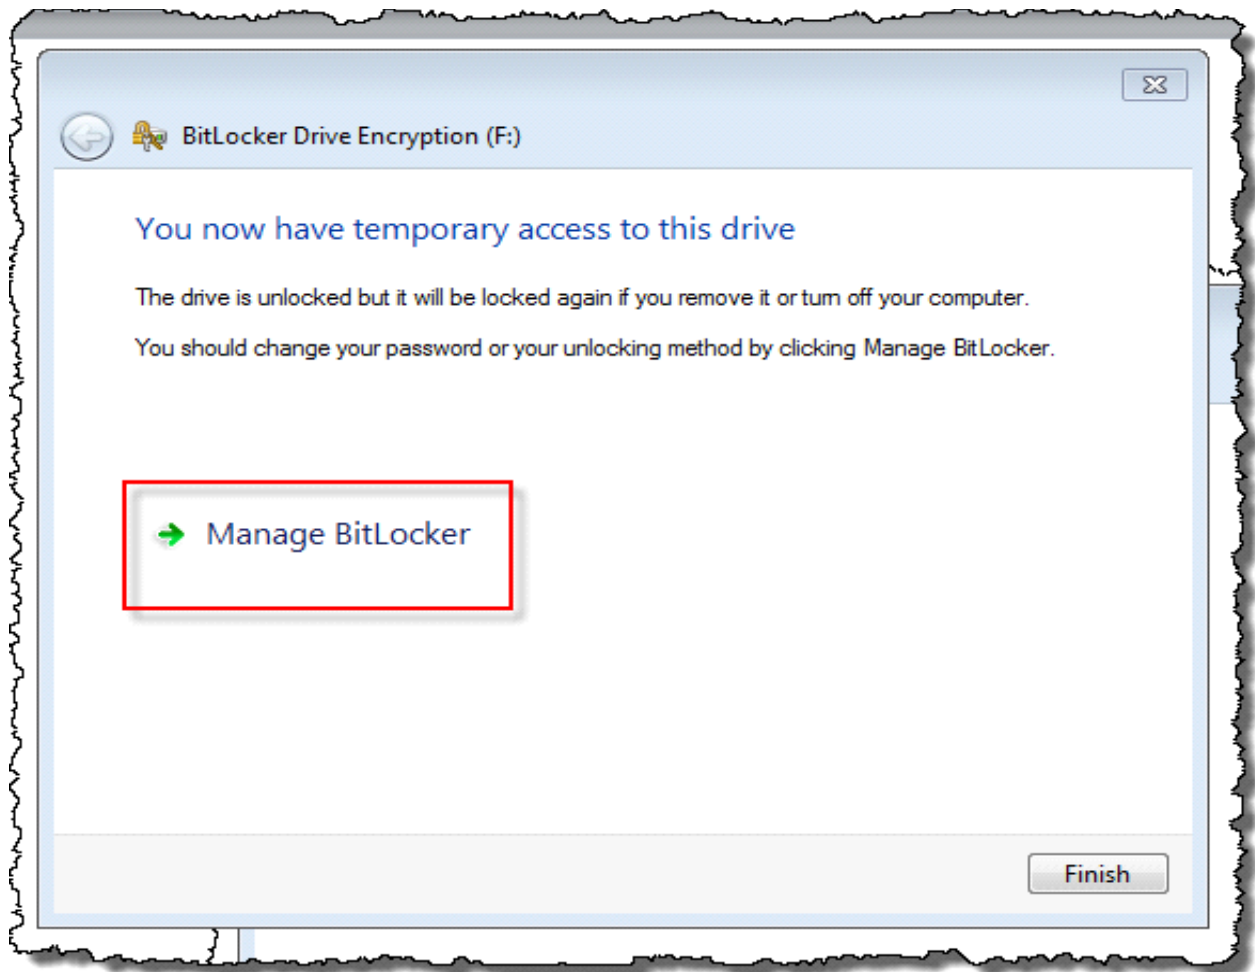 BitLocker Drive Encryption (F:)
You now have temporary access to this drive
The drive is unlocked but it will be locked again if you remove it or turn off your computer.
You should change your password or your unlocking method by clicking Manage BitLocker.
Manage BitLocker
Finish